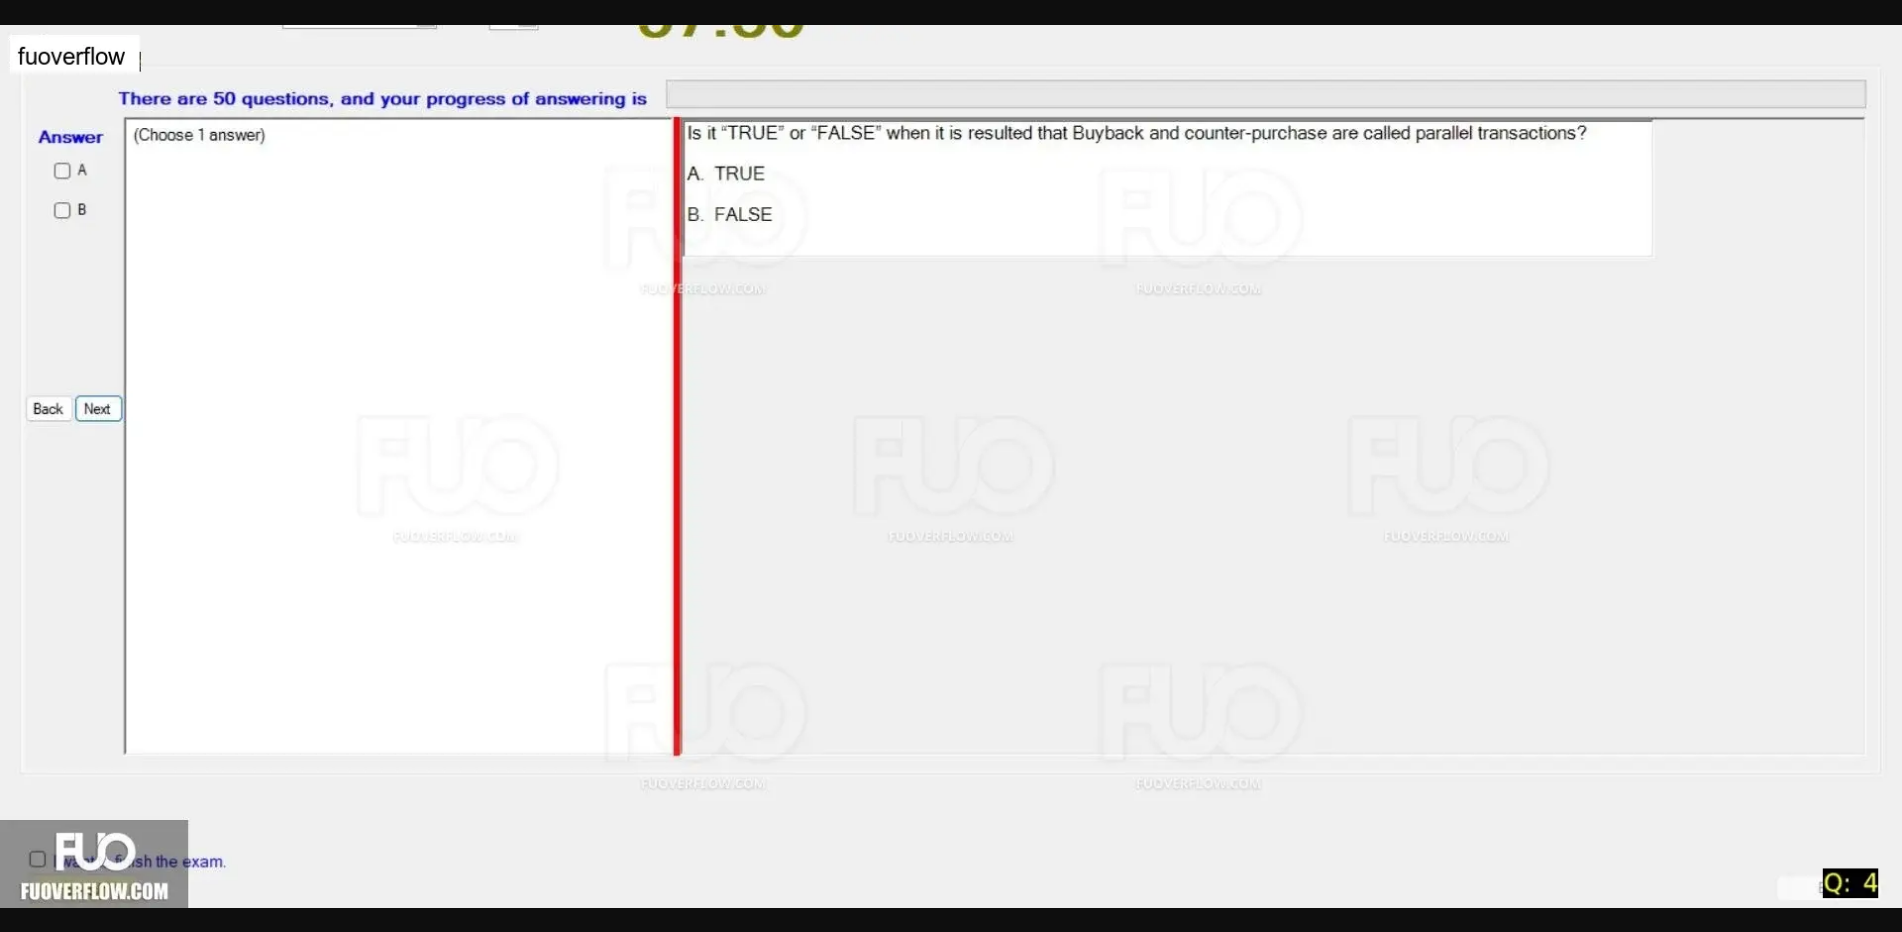 fuoverflow
There are 50 questions, and your progress of answering is
Answer
(Choose 1 answer)
A
B
Back Next
Is it “TRUE” or “FALSE” when it is resulted that Buyback and counter-purchase are called parallel transactions?
A. TRUE
B. FALSE
FUO
FUOVERFLOW.COM
FUO
FUOVERFLOW.COM
FUO
FUOVERFLOW.COM
FUO
FUOVERFLOW.COM
FUO
FUOVERFLOW.COM
FUO
FUOVERFLOW.COM
FUO
FUOVERFLOW.COM
FUO
the exam.
FUOVERFLOW.COM
Q: 4